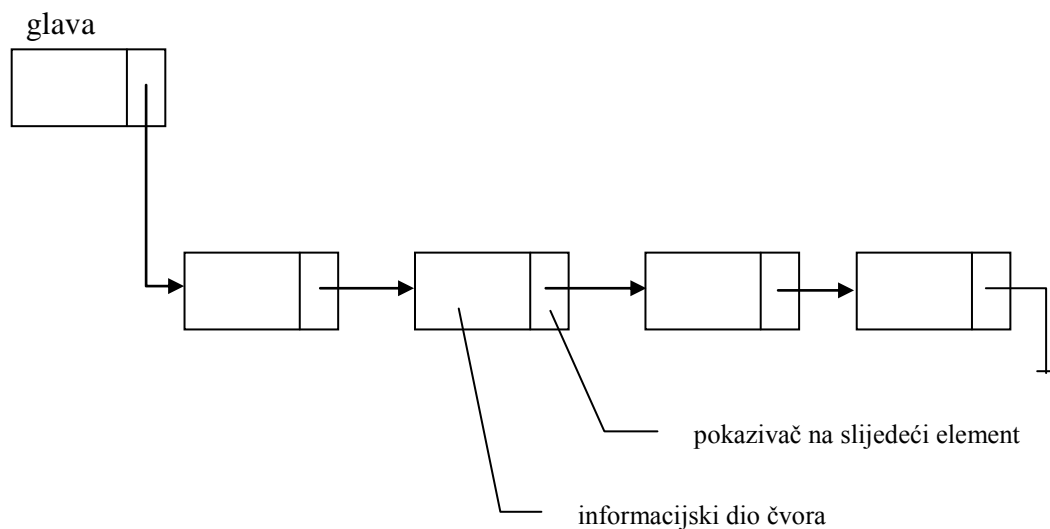 glava
pokazivač na slijedeći element
informacijski dio čvora